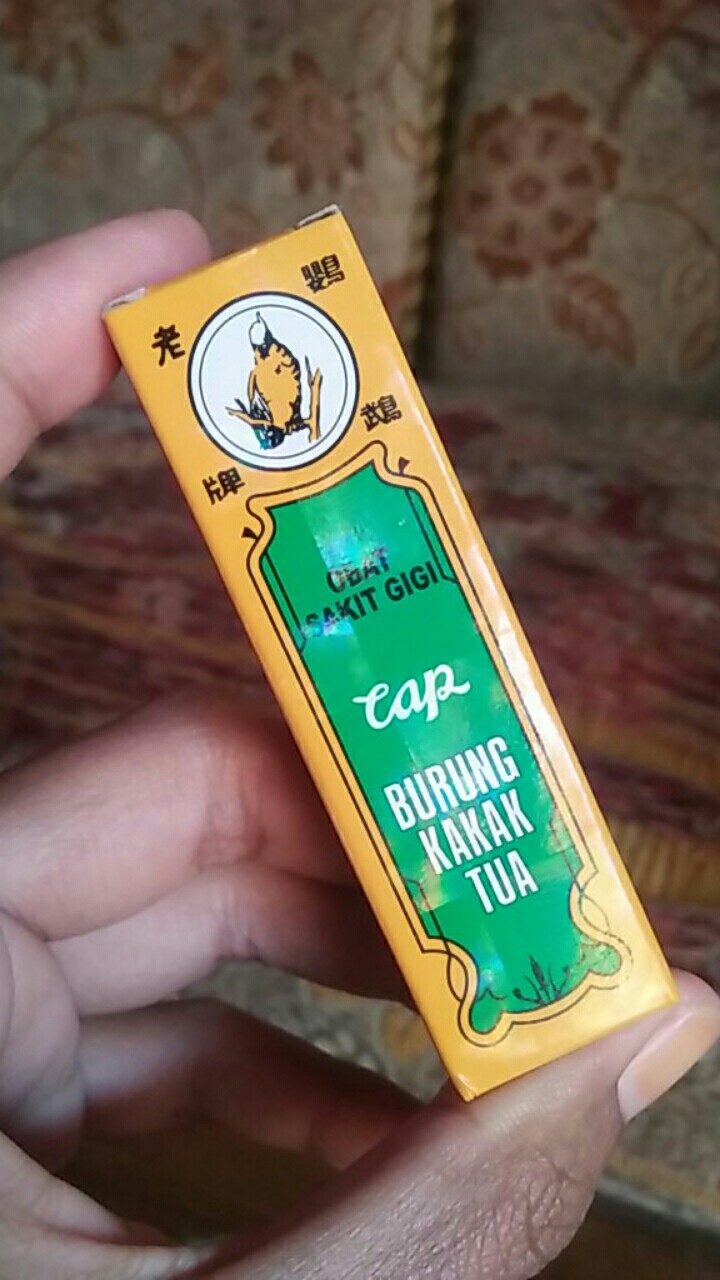 老 鸚
牌 鵡
OBAT
SAKIT GIGI
Cap
BURUNG
KAKAK
TUA